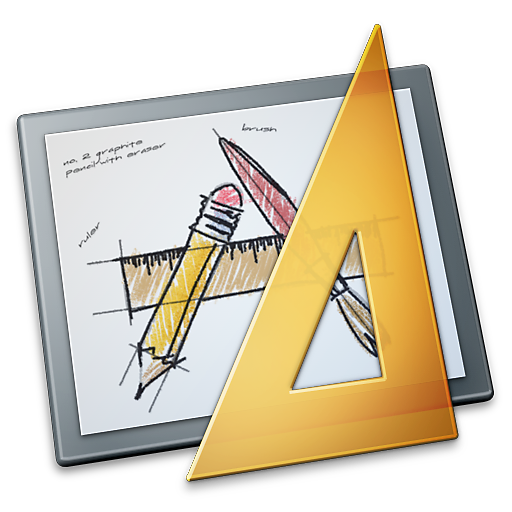 no. 2 graphite
pencil with eraser
brush
ruler